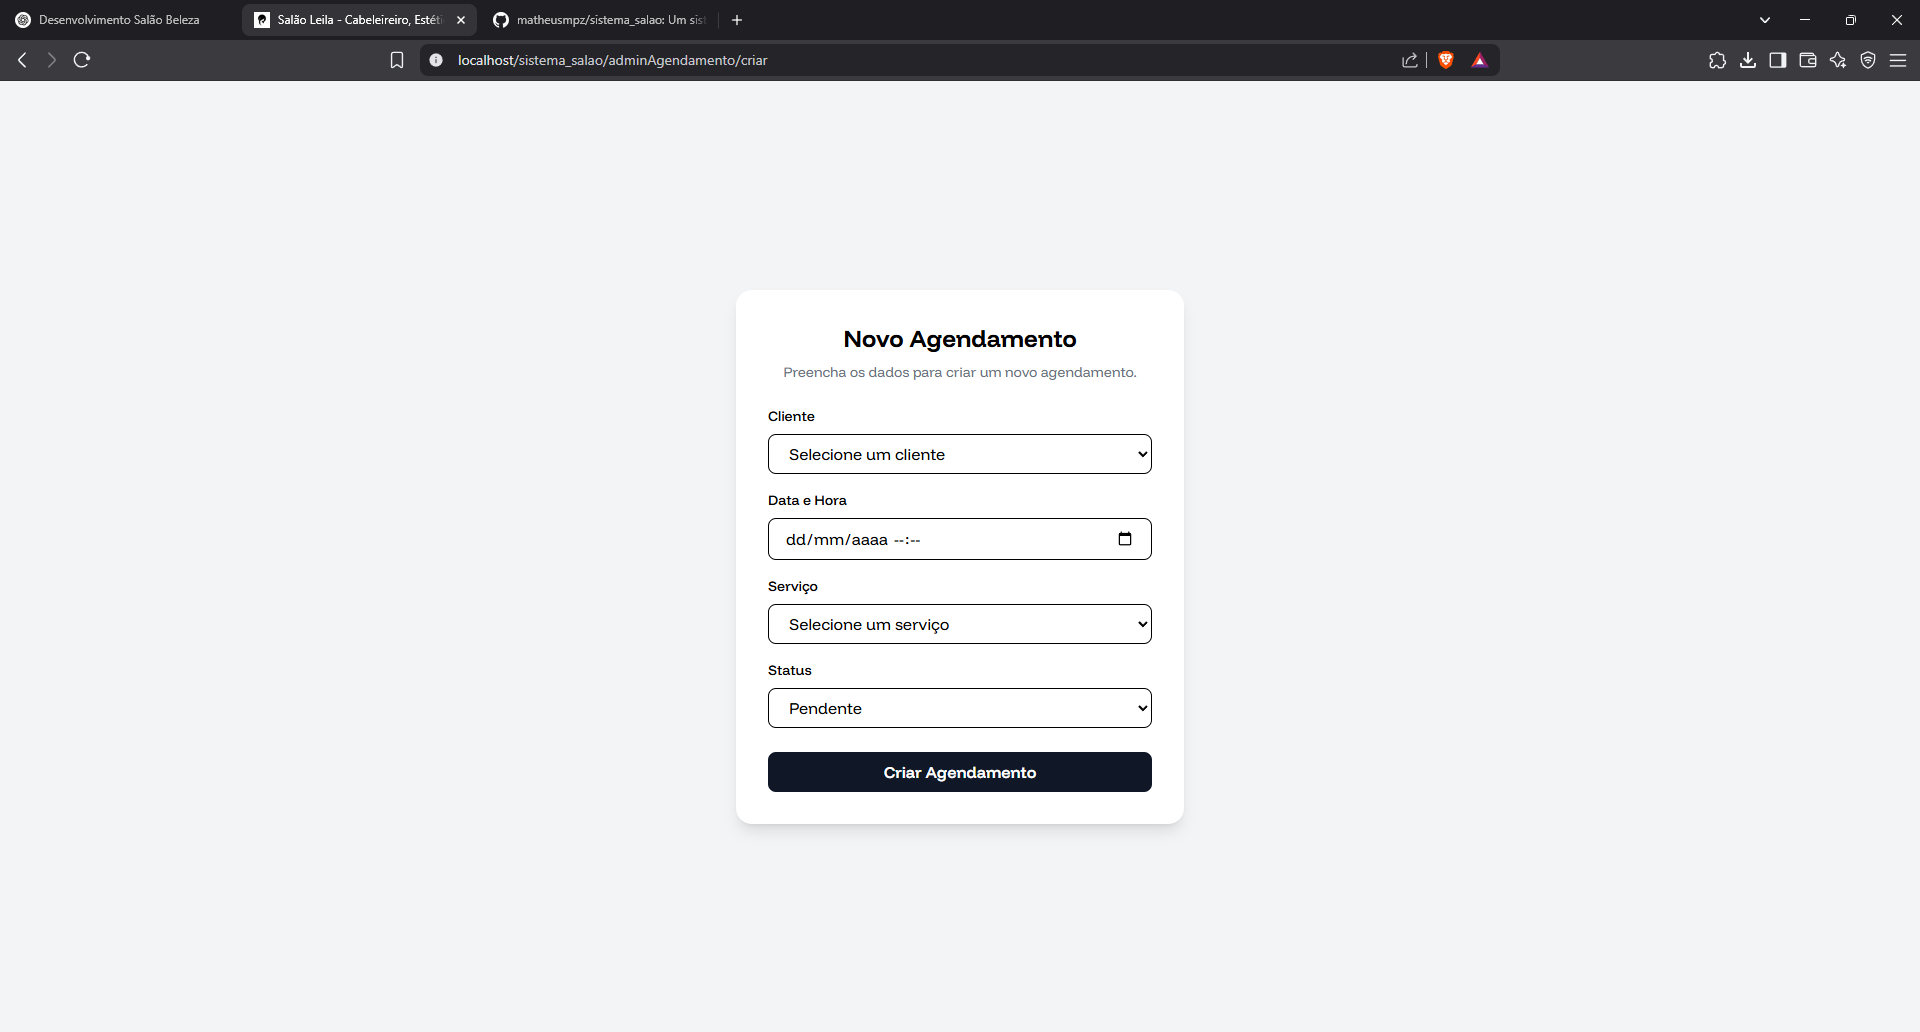 Desenvolvimento Salão Beleza
Salão Leila - Cabeleireiro, Estéti
matheusmpz/sistema_salao: Um sist
localhost/sistema_salao/adminAgendamento/criar
Novo Agendamento
Preencha os dados para criar um novo agendamento.
Cliente
Selecione um cliente
Data e Hora
dd/mm/aaaa --:--
Serviço
Selecione um serviço
Status
Pendente
Criar Agendamento